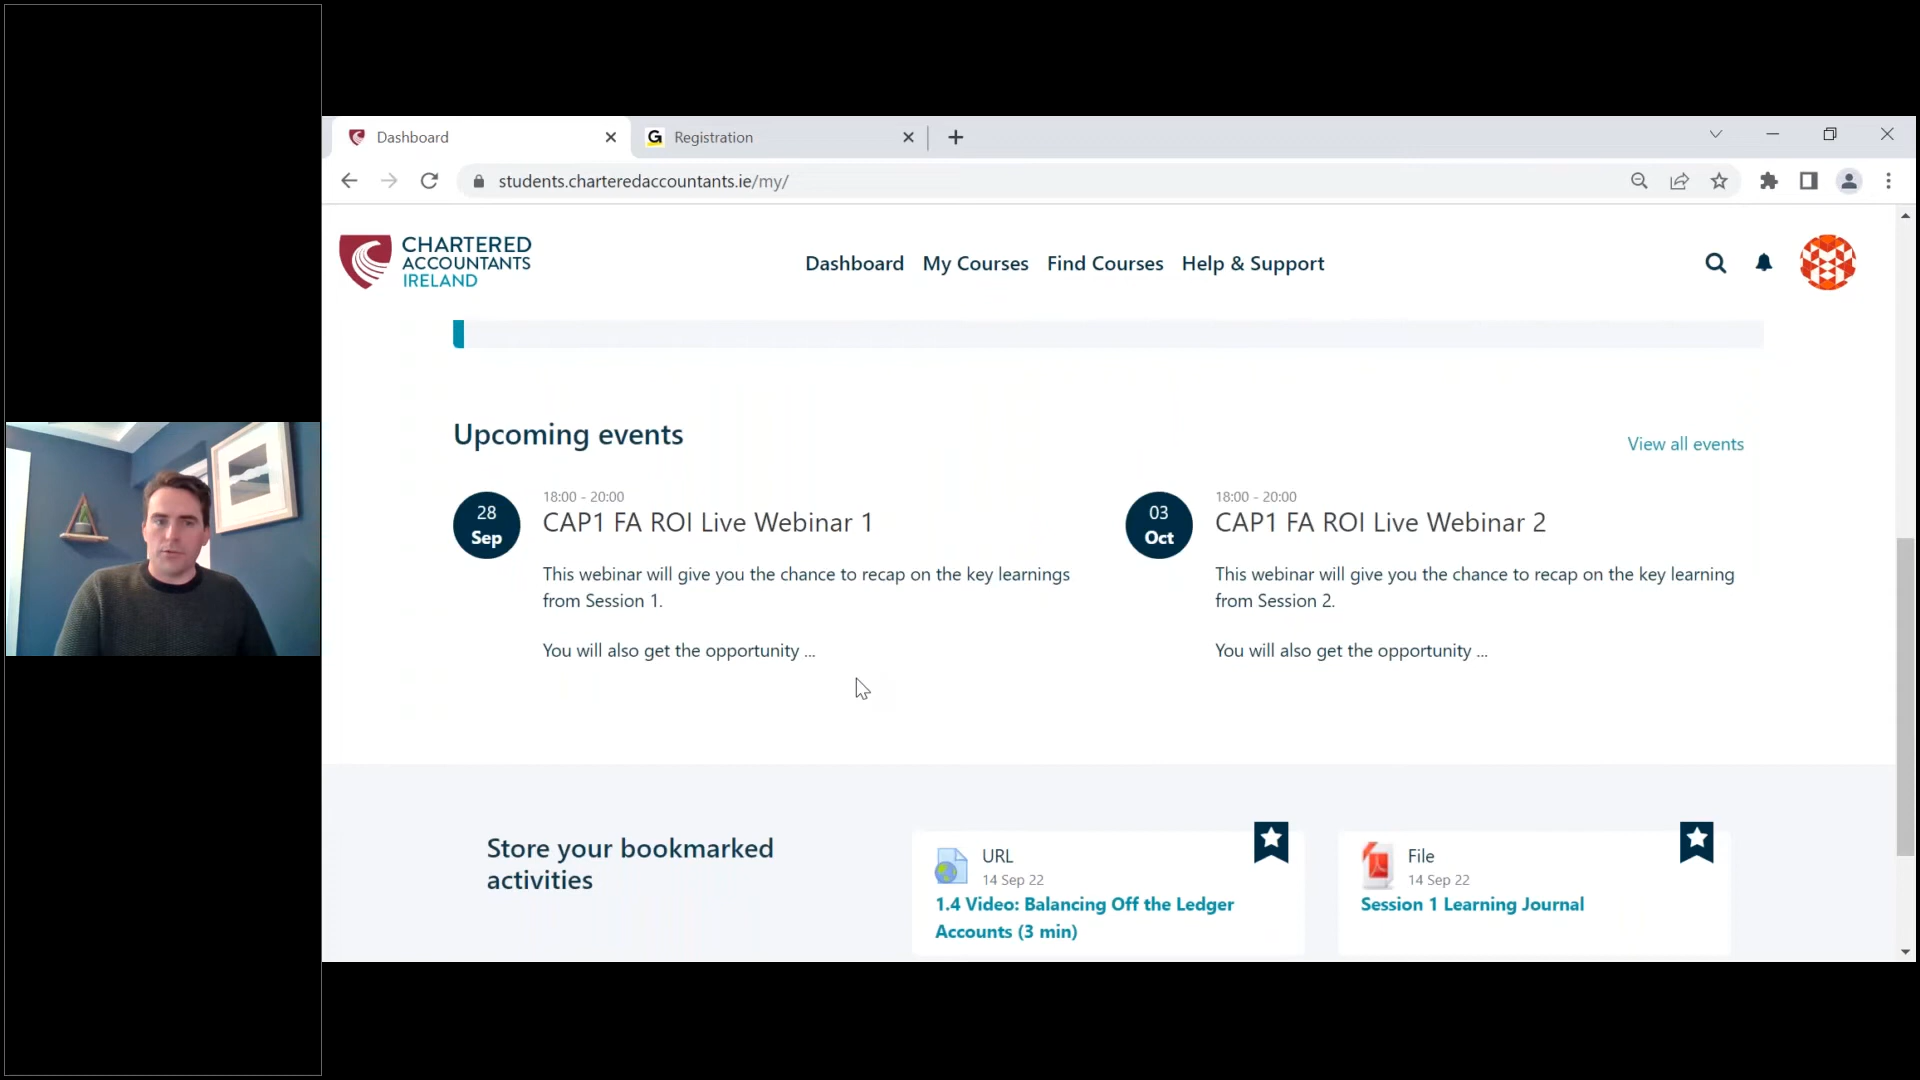 Dashboard
G Registration
students.charteredaccountants.ie/my/
CHARTERED
ACCOUNTANTS
IRELAND
Dashboard My Courses Find Courses Help & Support
Upcoming events
View all events
28
Sep
18:00 - 20:00
CAP1 FA ROI Live Webinar 1
This webinar will give you the chance to recap on the key learnings
from Session 1.
You will also get the opportunity ...
03
Oct
18:00 - 20:00
CAP1 FA ROI Live Webinar 2
This webinar will give you the chance to recap on the key learning
from Session 2.
You will also get the opportunity ...
Store your bookmarked
activities
URL
14 Sep 22
1.4 Video: Balancing Off the Ledger
Accounts (3 min)
File
14 Sep 22
Session 1 Learning Journal